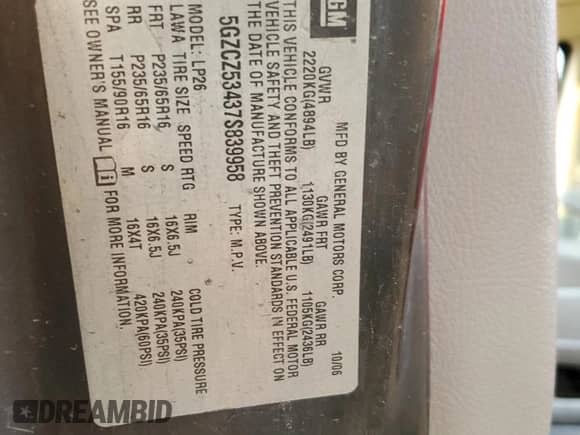 GM
MFD BY GENERAL MOTORS CORP. 10/06
GVWR GAWR FRT GAWR RR
2220KG(4894LB) 1130KG(2491LB) 1105KG(2436LB)
THIS VEHICLE CONFORMS TO ALL APPLICABLE U.S. FEDERAL MOTOR
VEHICLE SAFETY AND THEFT PREVENTION STANDARDS IN EFFECT ON
THE DATE OF MANUFACTURE SHOWN ABOVE.
5GZCZ53437S839958 TYPE: M.P.V.
LAWA LP26
TIRE SIZE SPEED RTG RIM COLD TIRE PRESSURE
FRT P235/65R16 S 16X6.5J 240KPA(35PSI)
RR P235/65R16 S 16X6.5J 240KPA(35PSI)
SPA T155/90R16 M 16X4T 420KPA(60PSI)
SEE OWNER'S MANUAL FOR MORE INFORMATION.
DREAMBID